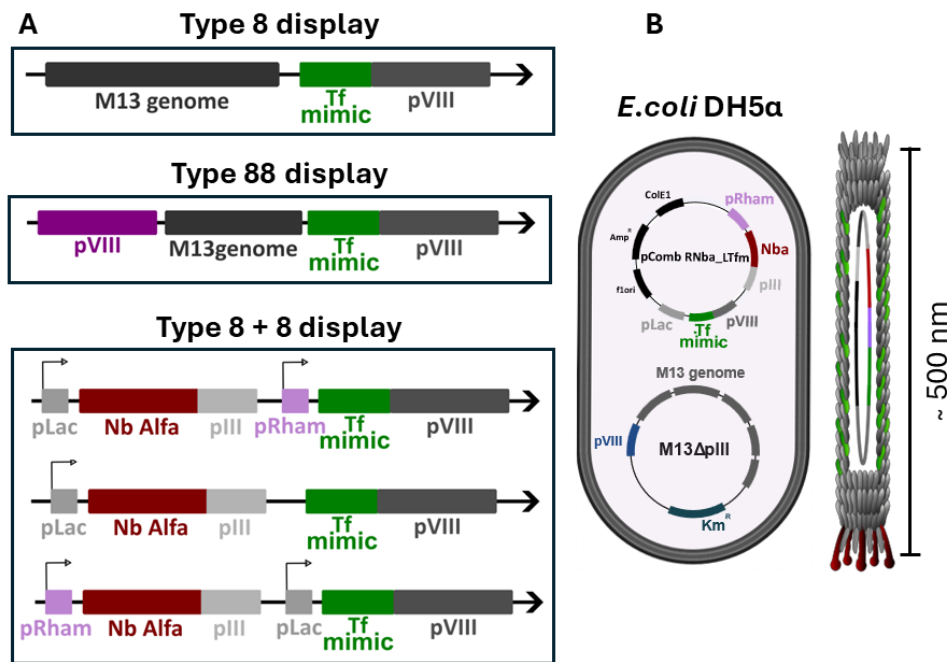 A
Type 8 display
M13 genome
Tf
mimic
pVIII
Type 88 display
pVIII
M13genome
Tf
mimic
pVIII
Type 8 + 8 display
pLac
Nb Alfa
pIII
pRham
Tf
mimic
pVIII
pLac
Nb Alfa
pIII
Tf
mimic
pVIII
pRham
Nb Alfa
pIII
pLac
Tf
mimic
pVIII
B
E.coli DH5α
ColE1
pRham
Amp R
pComb RNba_LTfm
Nba
f1ori
pIII
pLac
Tf
mimic
pVIII
M13 genome
pVIII
M13ΔpIII
Km R
~ 500 nm